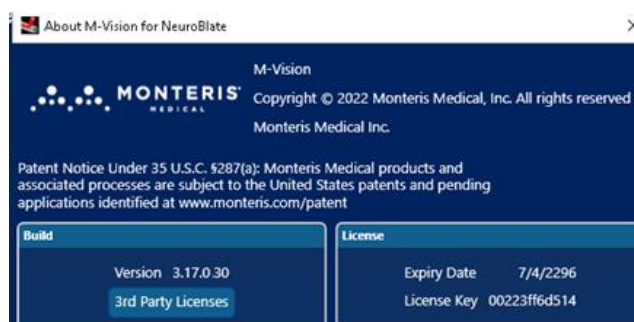 About M-Vision for NeuroBlate
M-Vision
MONTERIS®
MEDICAL
Copyright © 2022 Monteris Medical, Inc. All rights reserved
Monteris Medical Inc.
Patent Notice Under 35 U.S.C. §287(a): Monteris Medical products and
associated processes are subject to the United States patents and pending
applications identified at www.monteris.com/patent
Build
Version 3.17.0.30
3rd Party Licenses
License
Expiry Date 7/4/2296
License Key 00223ff6d514